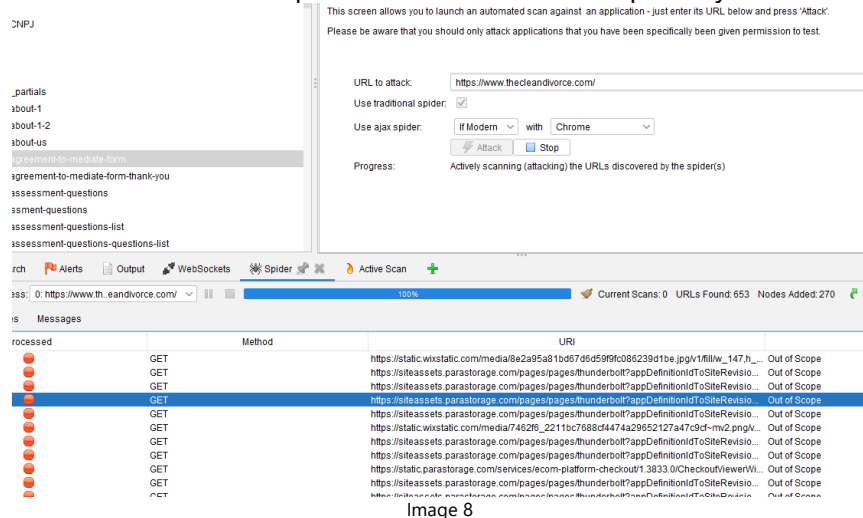 This screen allows you to launch an automated scan against an application - just enter its URL below and press 'Attack'.
Please be aware that you should only attack applications that you have been specifically been given permission to test.
CNPJ
_partials
about-1
about-1-2
about-us
agreement-to-mediate-form
agreement-to-mediate-form-thank-you
assessment-questions
ssment-questions
assessment-questions-list
assessment-questions-questions-list
URL to attack: https://www.thecleandivorce.com/
Use traditional spider:
Use ajax spider: If Modern with Chrome
Attack Stop
Progress: Actively scanning (attacking) the URLs discovered by the spider(s)
rch Alerts Output WebSockets Spider Active Scan
ess: 0: https://www.th..eandivorce.com/ 100% Current Scans: 0 URLs Found: 653 Nodes Added: 270
s Messages
rocessed Method URI
GET https://static.wixstatic.com/media/8e2a95a81bd67d6d59f9fc086239d1be.jpg/v1/fill/w_147,h_... Out of Scope
GET https://siteassets.parastorage.com/pages/pages/thunderbolt?appDefinitionIdToSiteRevisio... Out of Scope
GET https://siteassets.parastorage.com/pages/pages/thunderbolt?appDefinitionIdToSiteRevisio... Out of Scope
GET https://siteassets.parastorage.com/pages/pages/thunderbolt?appDefinitionIdToSiteRevisio... Out of Scope
GET https://siteassets.parastorage.com/pages/pages/thunderbolt?appDefinitionIdToSiteRevisio... Out of Scope
GET https://static.wixstatic.com/media/7462f6_2211bc7688cf4474a29652127a47c9cf~mv2.png/v... Out of Scope
GET https://siteassets.parastorage.com/pages/pages/thunderbolt?appDefinitionIdToSiteRevisio... Out of Scope
GET https://siteassets.parastorage.com/pages/pages/thunderbolt?appDefinitionIdToSiteRevisio... Out of Scope
GET https://static.parastorage.com/services/ecom-platform-checkout/1.3833.0/CheckoutViewerWi... Out of Scope
GET https://siteassets.parastorage.com/pages/pages/thunderbolt?appDefinitionIdToSiteRevisio... Out of Scope
GET https://siteassets.parastorage.com/pages/pages/thunderbolt?appDefinitionIdToSiteRevisio... Out of Scope
Image 8